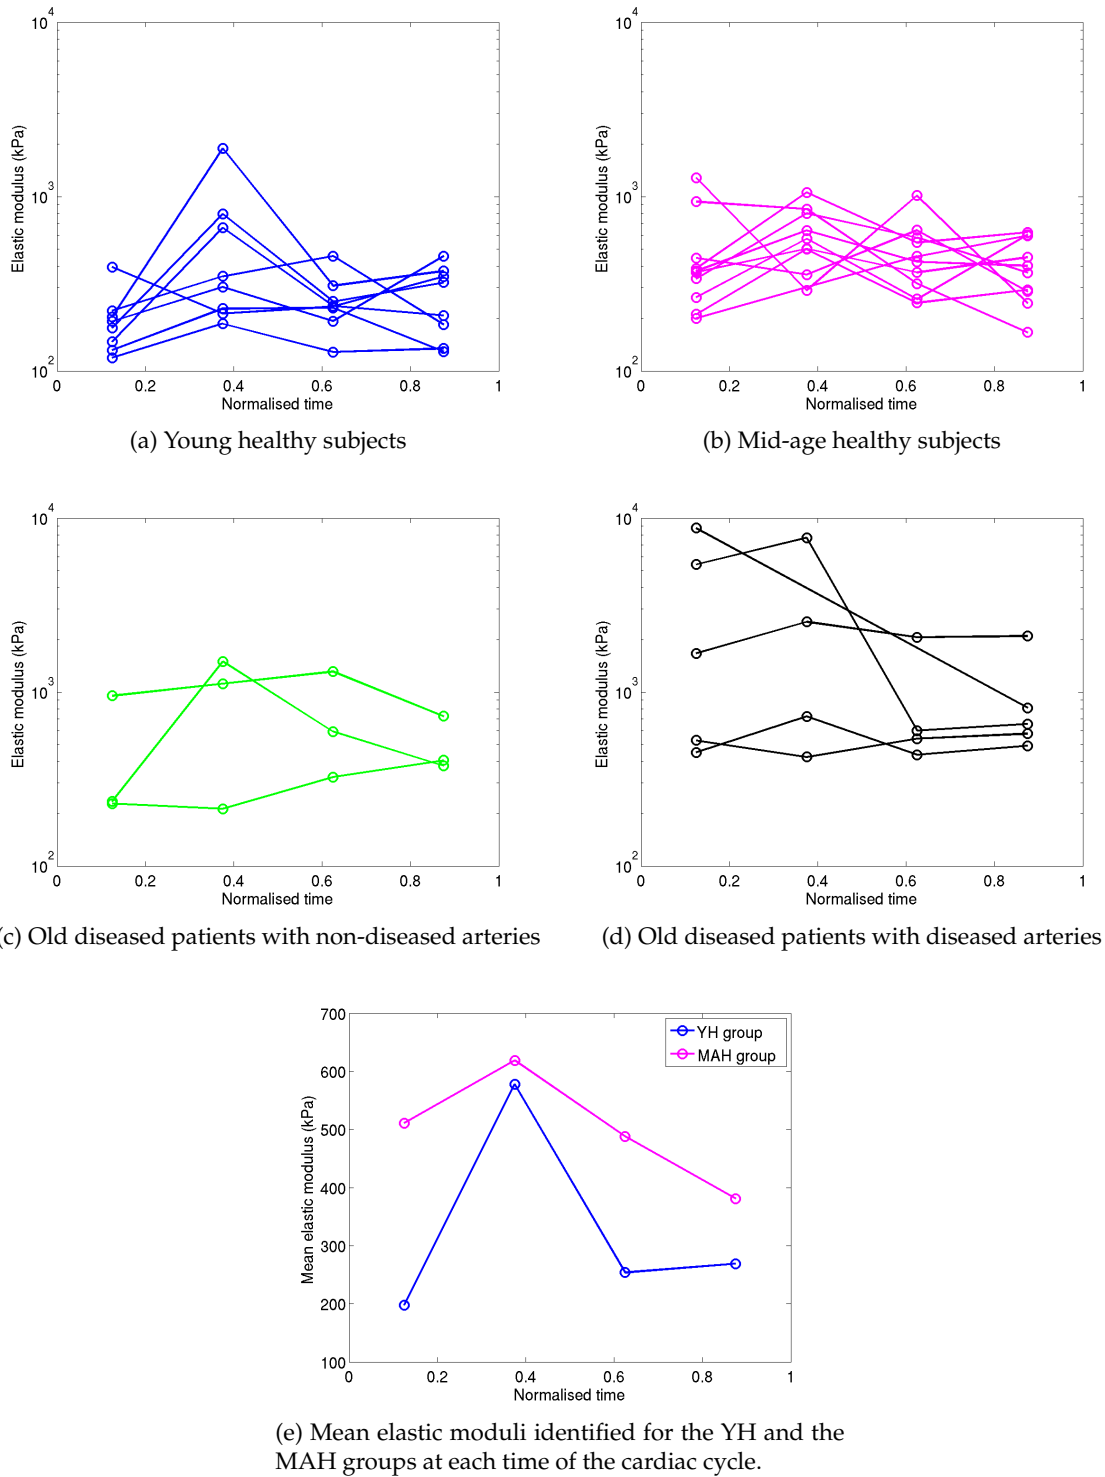 10^4
10^3
10^2
Elastic modulus (kPa)
0 0.2 0.4 0.6 0.8 1
Normalised time
(a) Young healthy subjects
10^4
10^3
10^2
Elastic modulus (kPa)
0 0.2 0.4 0.6 0.8 1
Normalised time
(b) Mid-age healthy subjects
10^4
10^3
10^2
Elastic modulus (kPa)
0 0.2 0.4 0.6 0.8 1
Normalised time
(c) Old diseased patients with non-diseased arteries
10^4
10^3
10^2
Elastic modulus (kPa)
0 0.2 0.4 0.6 0.8 1
Normalised time
(d) Old diseased patients with diseased arteries
700
600
500
400
300
200
100
Mean elastic modulus (kPa)
YH group
MAH group
0 0.2 0.4 0.6 0.8 1
Normalised time
(e) Mean elastic moduli identified for the YH and the
MAH groups at each time of the cardiac cycle.